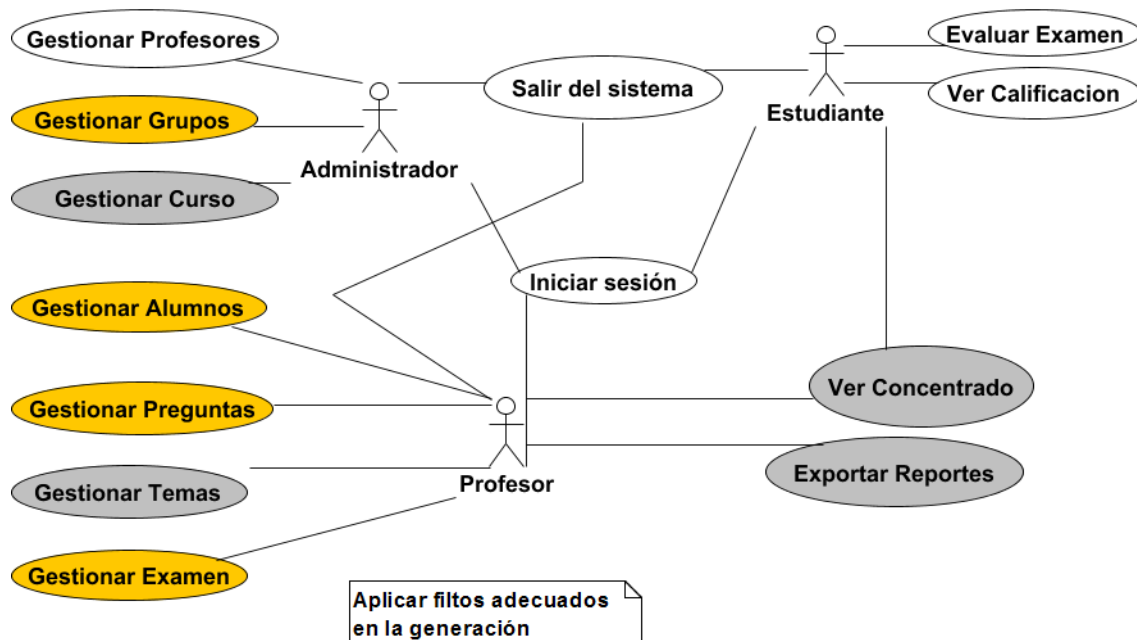 Gestionar Profesores
Evaluar Examen
Salir del sistema
Ver Calificacion
Estudiante
Gestionar Grupos
Administrador
Gestionar Curso
Iniciar sesión
Gestionar Alumnos
Ver Concentrado
Gestionar Preguntas
Exportar Reportes
Profesor
Gestionar Temas
Gestionar Examen
Aplicar filtos adecuados
en la generación